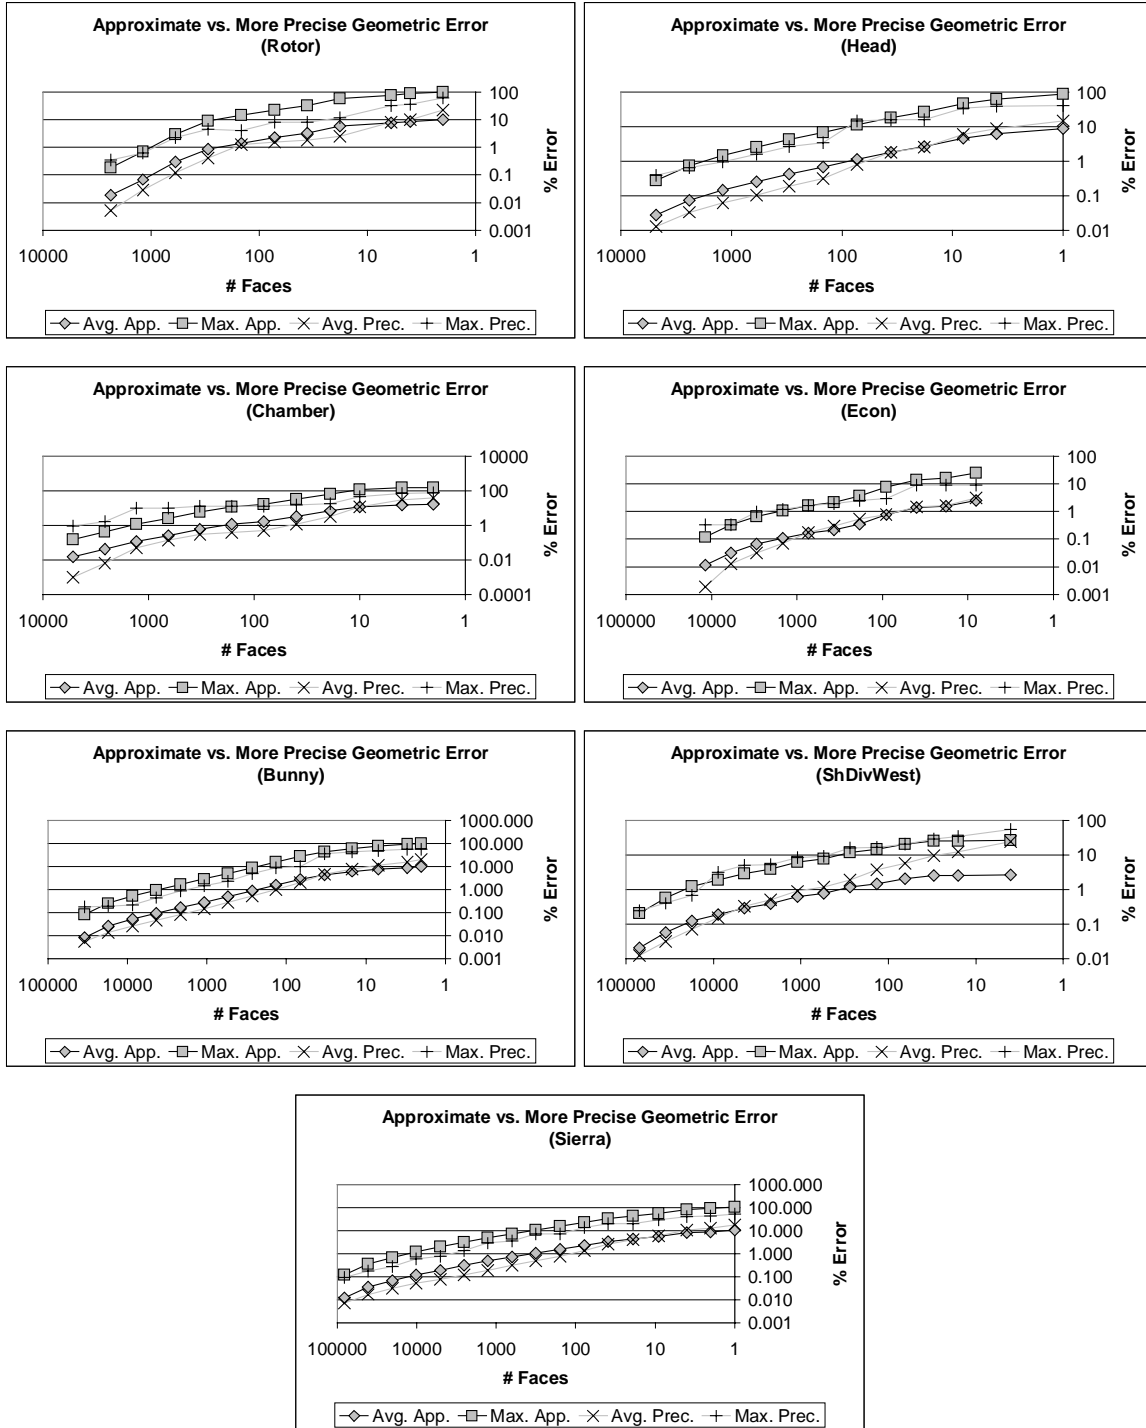 Approximate vs. More Precise Geometric Error
(Rotor)
100
10
1
0.1
0.01
0.001
% Error
10000 1000 100 10 1
# Faces
Avg. App. Max. App. Avg. Prec. Max. Prec.
Approximate vs. More Precise Geometric Error
(Head)
100
10
1
0.1
0.01
% Error
10000 1000 100 10 1
# Faces
Avg. App. Max. App. Avg. Prec. Max. Prec.
Approximate vs. More Precise Geometric Error
(Chamber)
10000
100
1
0.01
0.0001
% Error
10000 1000 100 10 1
# Faces
Avg. App. Max. App. Avg. Prec. Max. Prec.
Approximate vs. More Precise Geometric Error
(Econ)
100
10
1
0.1
0.01
0.001
% Error
100000 10000 1000 100 10 1
# Faces
Avg. App. Max. App. Avg. Prec. Max. Prec.
Approximate vs. More Precise Geometric Error
(Bunny)
1000.000
100.000
10.000
1.000
0.100
0.010
0.001
% Error
100000 10000 1000 100 10 1
# Faces
Avg. App. Max. App. Avg. Prec. Max. Prec.
Approximate vs. More Precise Geometric Error
(ShDivWest)
100
10
1
0.1
0.01
% Error
100000 10000 1000 100 10 1
# Faces
Avg. App. Max. App. Avg. Prec. Max. Prec.
Approximate vs. More Precise Geometric Error
(Sierra)
1000.000
100.000
10.000
1.000
0.100
0.010
0.001
% Error
100000 10000 1000 100 10 1
# Faces
Avg. App. Max. App. Avg. Prec. Max. Prec.